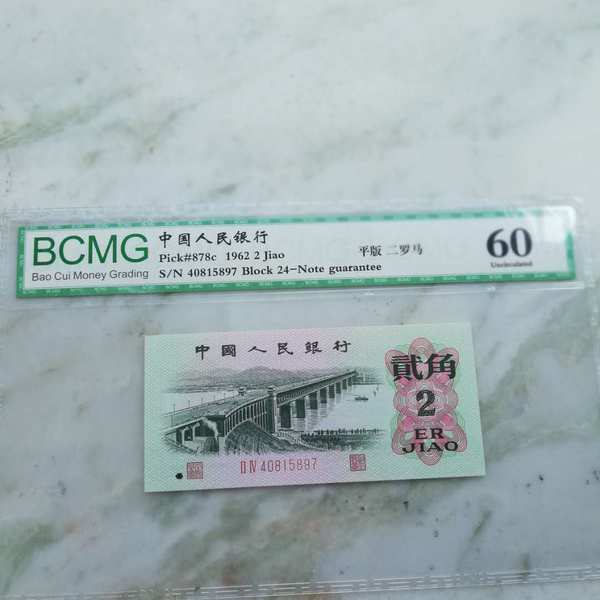 BCMG
Bao Cui Money Grading
中国人民银行
Pick#878c 1962 2 Jiao
平版 二罗马
S/N 40815897 Block 24-Note guarantee
60
Uncirculated
中國人民銀行
貳角
2
ER
JIAO
II IV 40815897